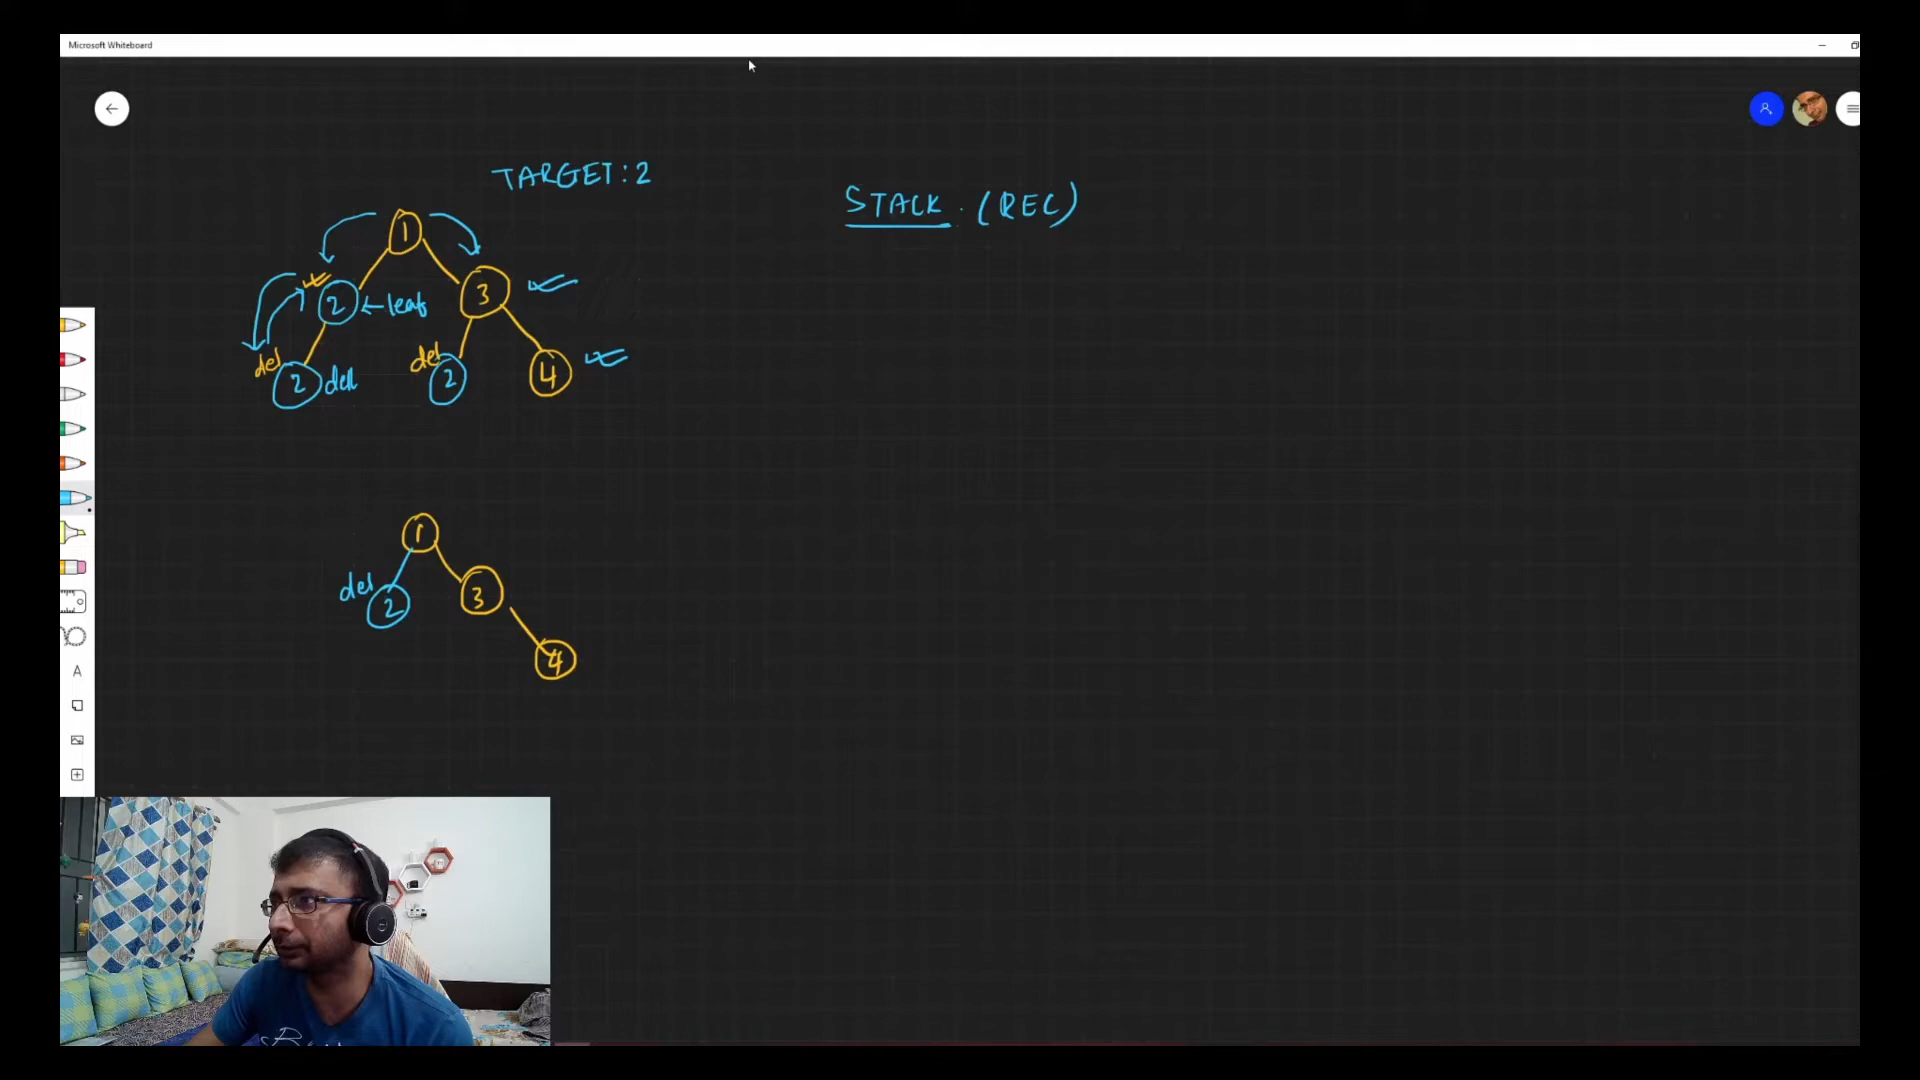 Microsoft Whiteboard
TARGET:2
STACK. (REC)
1
2 ← leaf
3
del
2 del
del
2
4
1
del
2
3
4
A